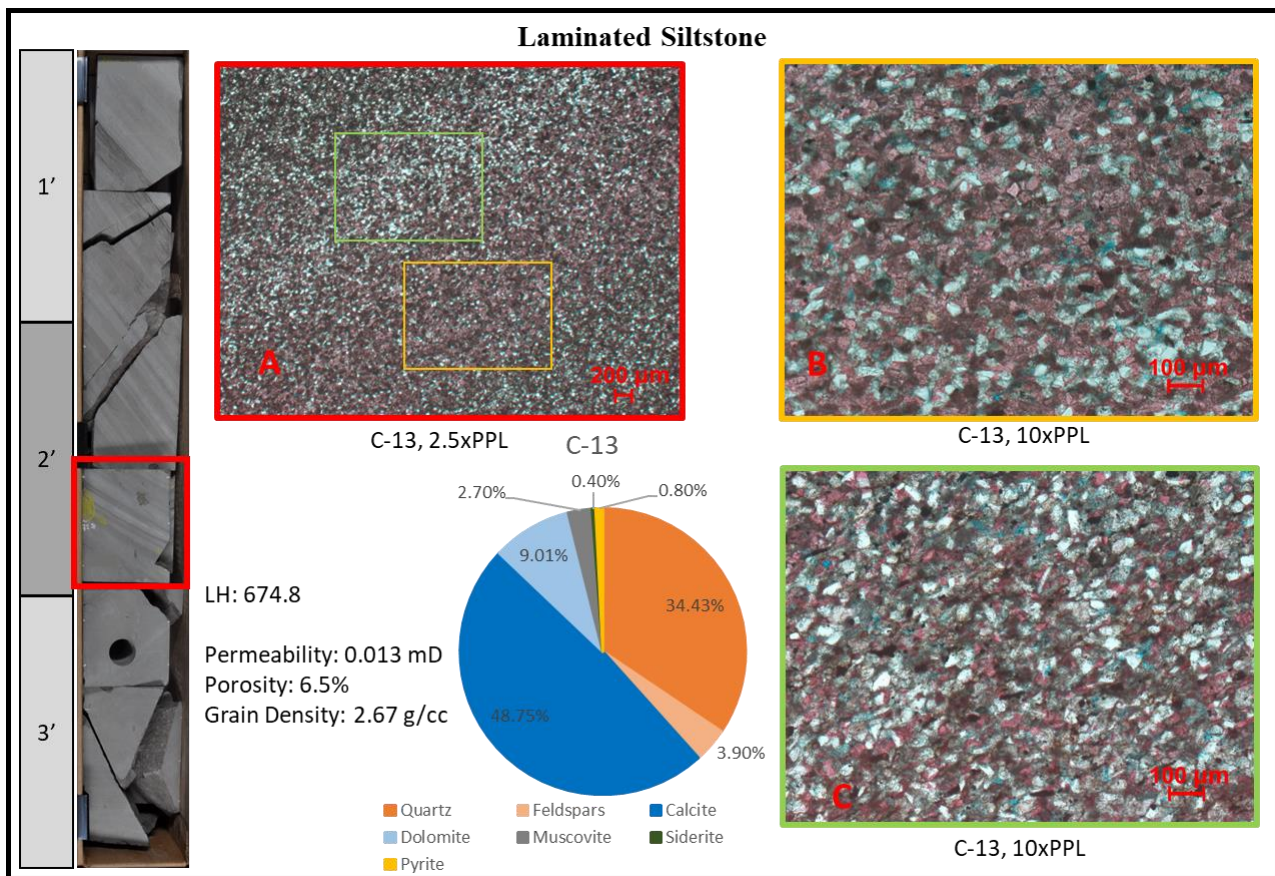 Laminated Siltstone
1’
2’
3’
A
200 µm
C-13, 2.5xPPL
B
100 µm
C-13, 10xPPL
C
100 µm
C-13, 10xPPL
LH: 674.8
Permeability: 0.013 mD
Porosity: 6.5%
Grain Density: 2.67 g/cc
C-13
2.70%
0.40%
0.80%
9.01%
34.43%
48.75%
3.90%
Quartz
Feldspars
Calcite
Dolomite
Muscovite
Siderite
Pyrite